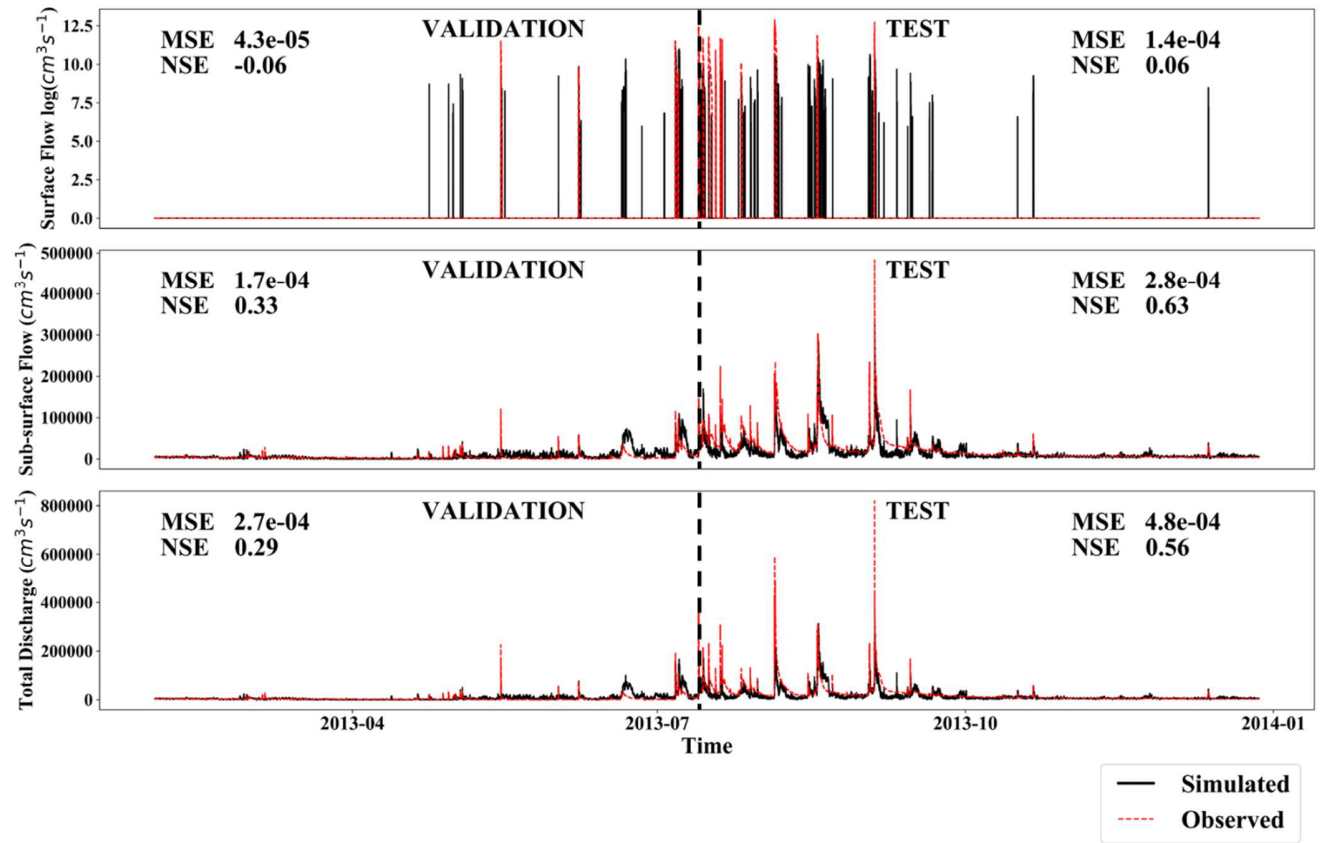 VALIDATION
TEST
MSE 4.3e-05
NSE -0.06
MSE 1.4e-04
NSE 0.06
Surface Flow log(cm³s⁻¹)
12.5
10.0
7.5
5.0
2.5
0.0
VALIDATION
TEST
MSE 1.7e-04
NSE 0.33
MSE 2.8e-04
NSE 0.63
Sub-surface Flow (cm³s⁻¹)
500000
400000
300000
200000
100000
0
VALIDATION
TEST
MSE 2.7e-04
NSE 0.29
MSE 4.8e-04
NSE 0.56
Total Discharge (cm³s⁻¹)
800000
600000
400000
200000
0
2013-04 2013-07 2013-10 2014-01
Time
Simulated
Observed